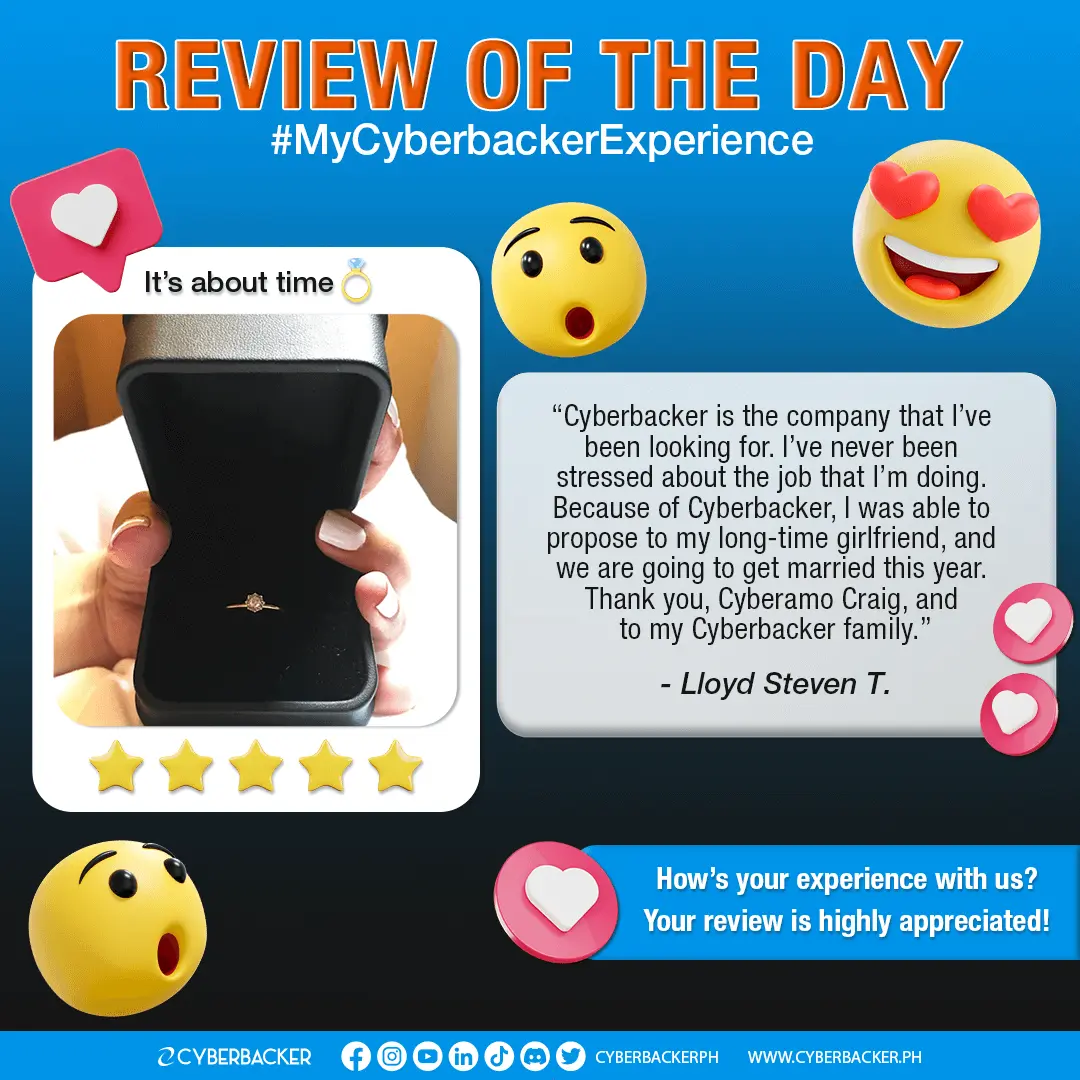 REVIEW OF THE DAY
#MyCyberbackerExperience
It's about time
“Cyberbacker is the company that I've
been looking for. I've never been
stressed about the job that I'm doing.
Because of Cyberbacker, I was able to
propose to my long-time girlfriend, and
we are going to get married this year.
Thank you, Cyberamo Craig, and
to my Cyberbacker family.”
- Lloyd Steven T.
How's your experience with us?
Your review is highly appreciated!
CYBERBACKER CYBERBACKERPH WWW.CYBERBACKER.PH